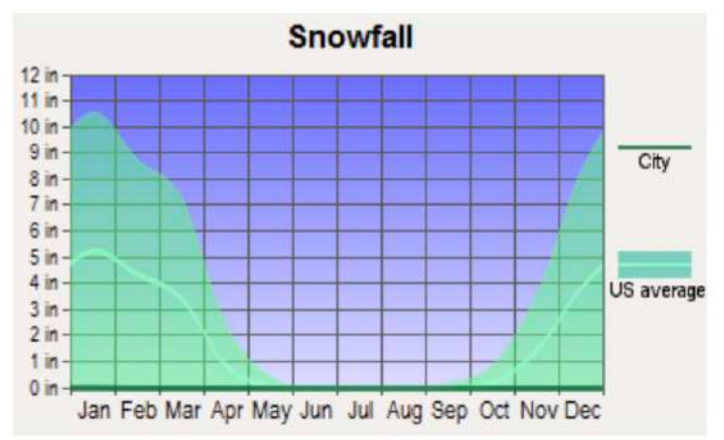 Snowfall
12 in
11 in
10 in
9 in
8 in
7 in
6 in
5 in
4 in
3 in
2 in
1 in
0 in
Jan Feb Mar Apr May Jun Jul Aug Sep Oct Nov Dec
City
US average